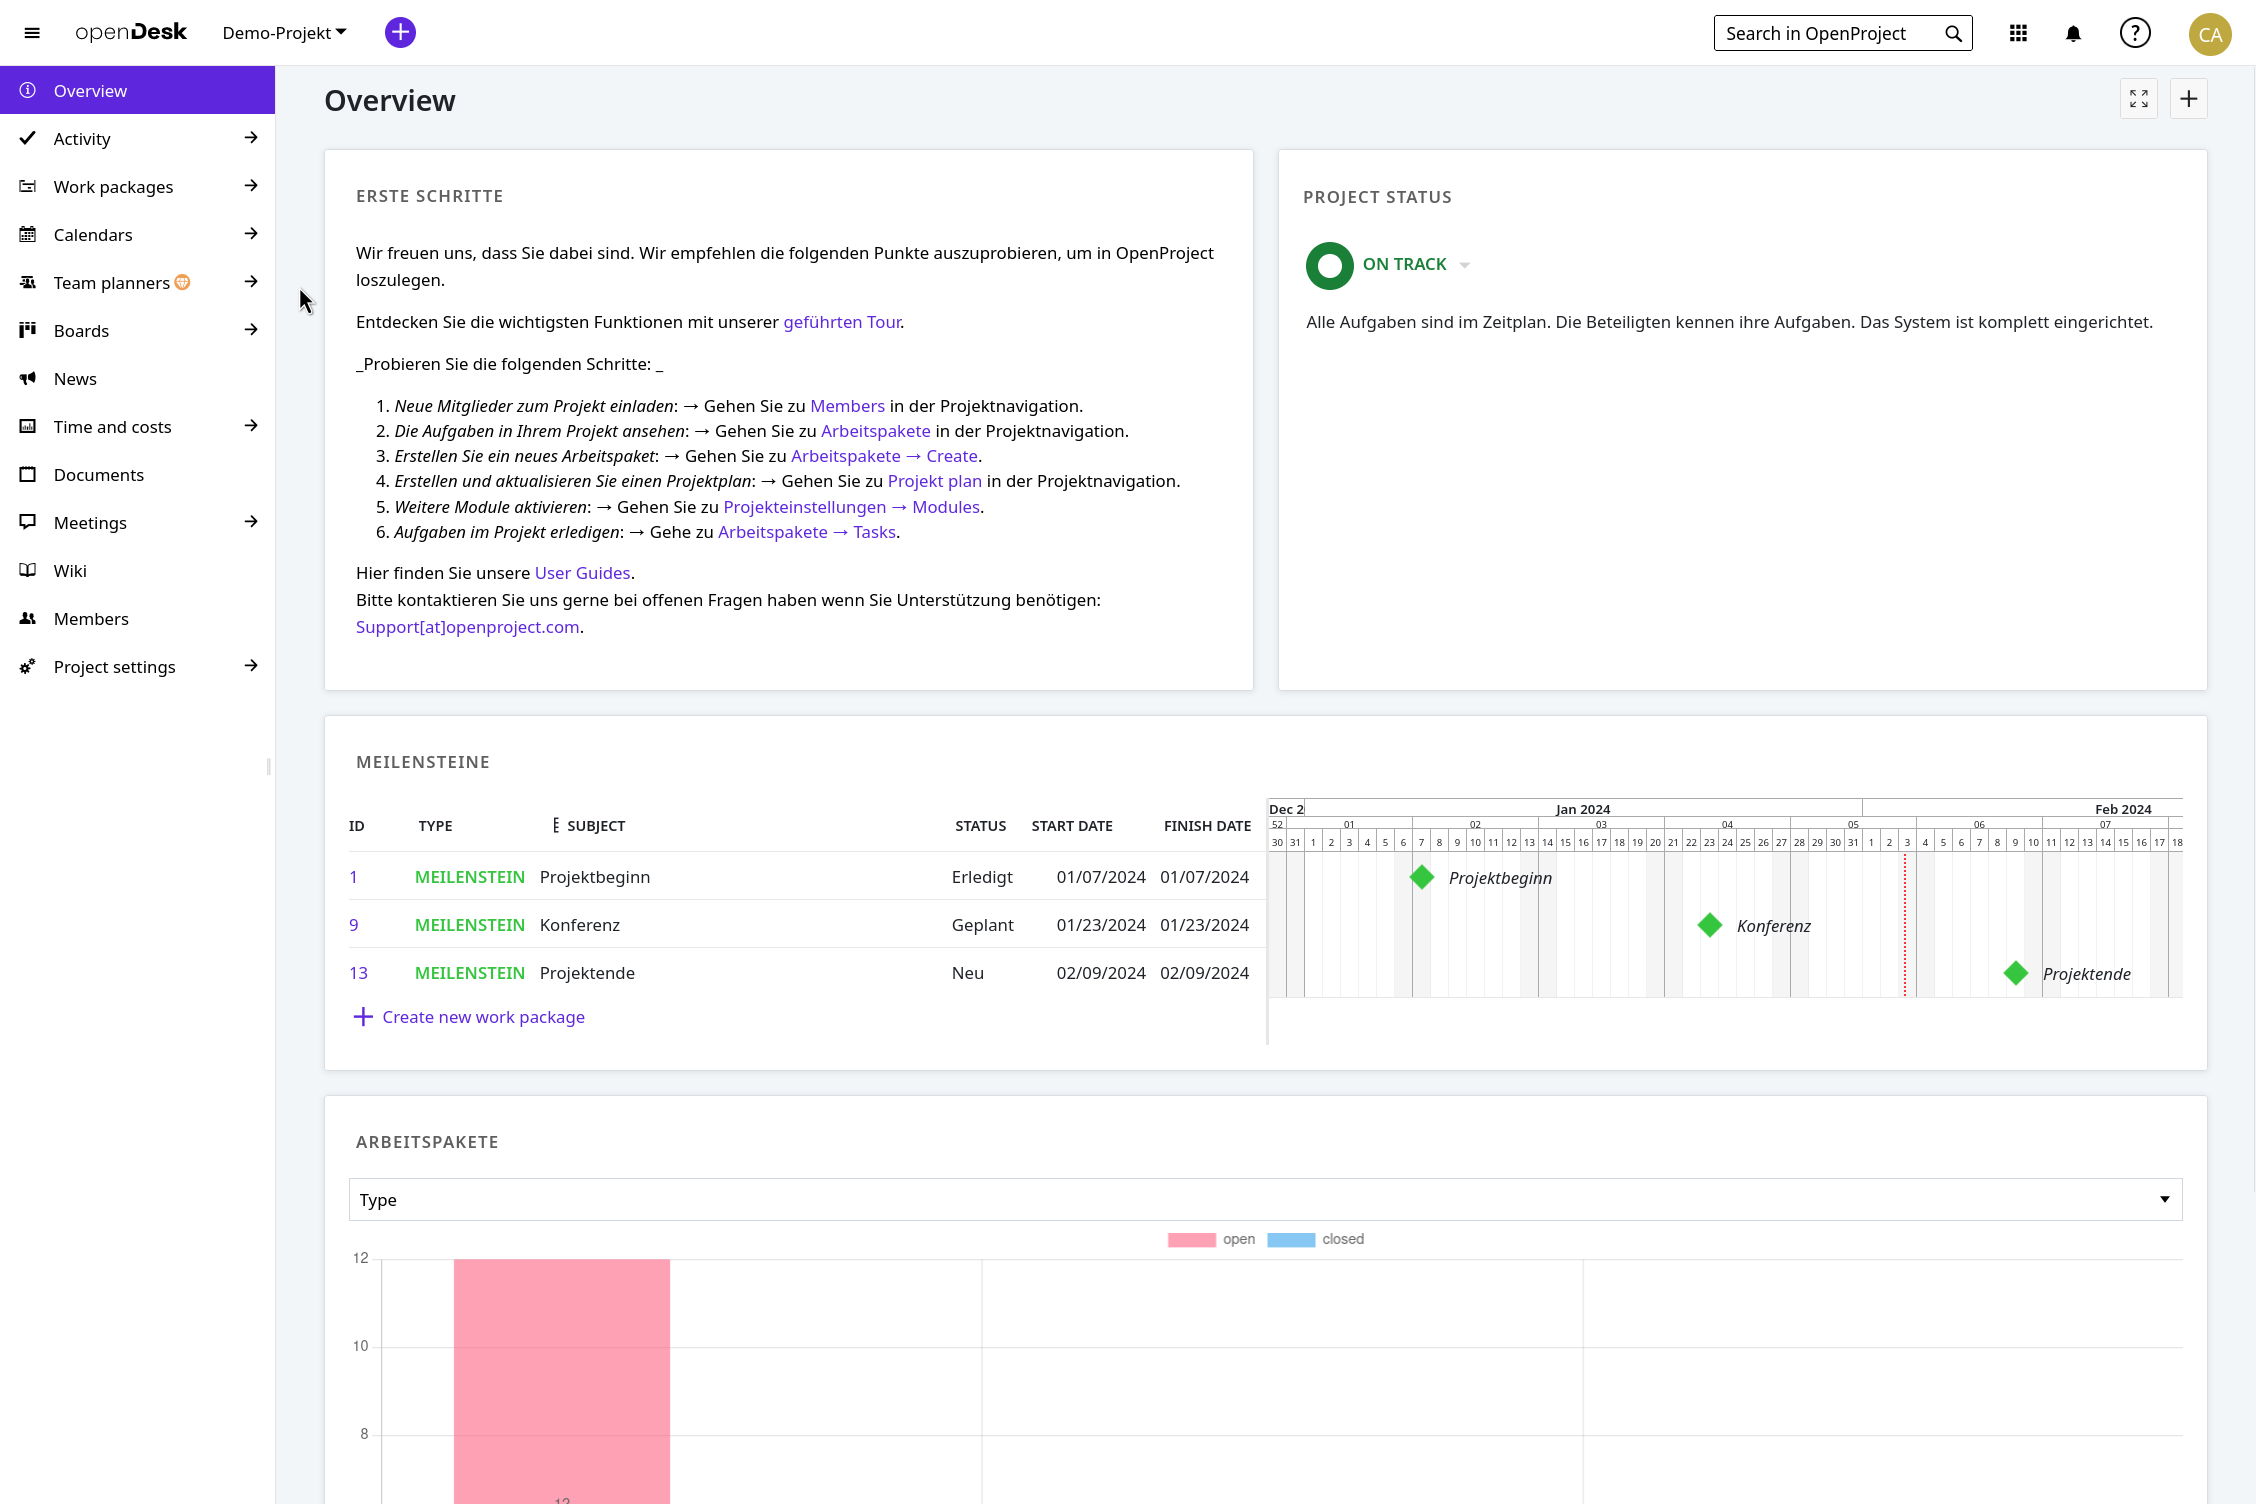 openDesk
Demo-Projekt
Search in OpenProject
?
CA
Overview
Activity
Work packages
Calendars
Team planners
Boards
News
Time and costs
Documents
Meetings
Wiki
Members
Project settings
Overview
ERSTE SCHRITTE
Wir freuen uns, dass Sie dabei sind. Wir empfehlen die folgenden Punkte auszuprobieren, um in OpenProject
loszulegen.
Entdecken Sie die wichtigsten Funktionen mit unserer geführten Tour.
_Probieren Sie die folgenden Schritte: _
1. Neue Mitglieder zum Projekt einladen: → Gehen Sie zu Members in der Projektnavigation.
2. Die Aufgaben in Ihrem Projekt ansehen: → Gehen Sie zu Arbeitspakete in der Projektnavigation.
3. Erstellen Sie ein neues Arbeitspaket: → Gehen Sie zu Arbeitspakete → Create.
4. Erstellen und aktualisieren Sie einen Projektplan: → Gehen Sie zu Projekt plan in der Projektnavigation.
5. Weitere Module aktivieren: → Gehen Sie zu Projekteinstellungen → Modules.
6. Aufgaben im Projekt erledigen: → Gehe zu Arbeitspakete → Tasks.
Hier finden Sie unsere User Guides.
Bitte kontaktieren Sie uns gerne bei offenen Fragen haben wenn Sie Unterstützung benötigen:
Support[at]openproject.com.
PROJECT STATUS
ON TRACK
Alle Aufgaben sind im Zeitplan. Die Beteiligten kennen ihre Aufgaben. Das System ist komplett eingerichtet.
MEILENSTEINE
ID TYPE SUBJECT STATUS START DATE FINISH DATE
1 MEILENSTEIN Projektbeginn Erledigt 01/07/2024 01/07/2024
9 MEILENSTEIN Konferenz Geplant 01/23/2024 01/23/2024
13 MEILENSTEIN Projektende Neu 02/09/2024 02/09/2024
Create new work package
Dec 2 Jan 2024 Feb 2024
52 01 02 03 04 05 06 07
30 31 1 2 3 4 5 6 7 8 9 10 11 12 13 14 15 16 17 18 19 20 21 22 23 24 25 26 27 28 29 30 31 1 2 3 4 5 6 7 8 9 10 11 12 13 14 15 16 17 18
Projektbeginn
Konferenz
Projektende
ARBEITSPAKETE
Type
open closed
12
10
8